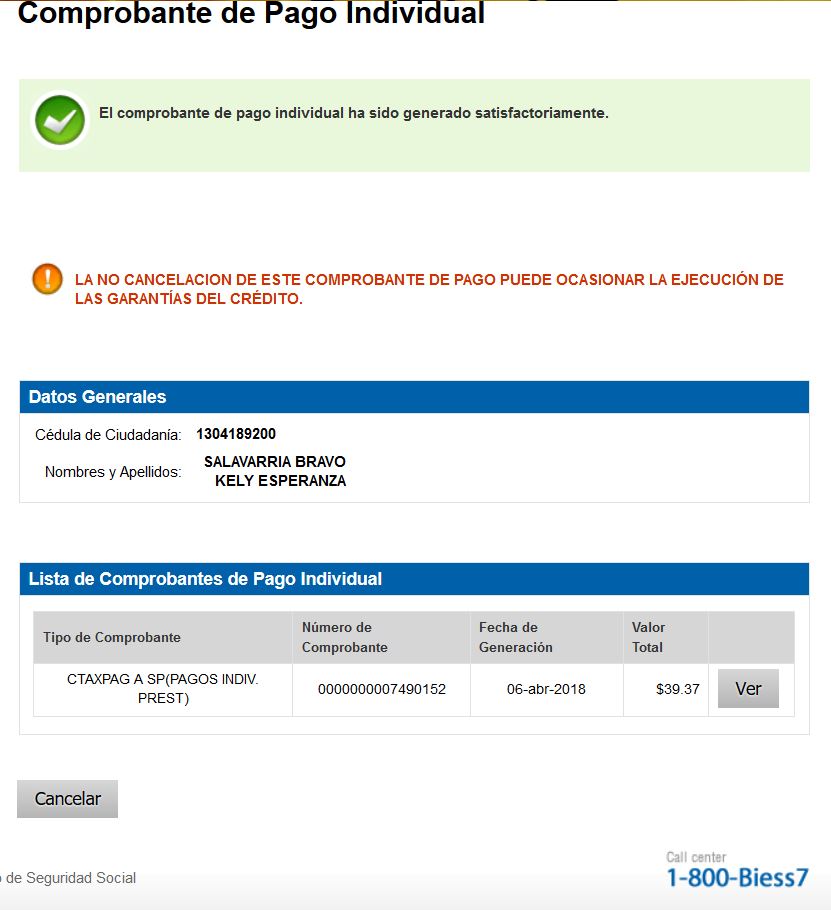 Comprobante de Pago Individual
El comprobante de pago individual ha sido generado satisfactoriamente.
LA NO CANCELACION DE ESTE COMPROBANTE DE PAGO PUEDE OCASIONAR LA EJECUCIÓN DE
LAS GARANTÍAS DEL CRÉDITO.
Datos Generales
Cédula de Ciudadanía: 1304189200
Nombres y Apellidos: SALAVARRIA BRAVO
KELY ESPERANZA
Lista de Comprobantes de Pago Individual
Tipo de Comprobante
Número de
Comprobante
Fecha de
Generación
Valor
Total
CTAXPAG A SP(PAGOS INDIV.
PREST)
0000000007490152
06-abr-2018
$39.37
Ver
Cancelar
de Seguridad Social
Call center
1-800-Biess7